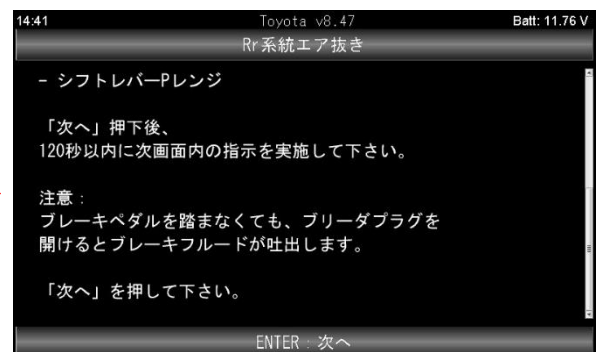 14:41 Toyota v8.47 Batt: 11.76 V
Rr系統エア抜き
- シフトレバーPレンジ
「次へ」押下後、
120秒以内に次画面内の指示を実施して下さい。
注意：
ブレーキペダルを踏まなくても、ブリーダプラグを
開けるとブレーキフルードが吐出します。
「次へ」を押して下さい。
ENTER：次へ